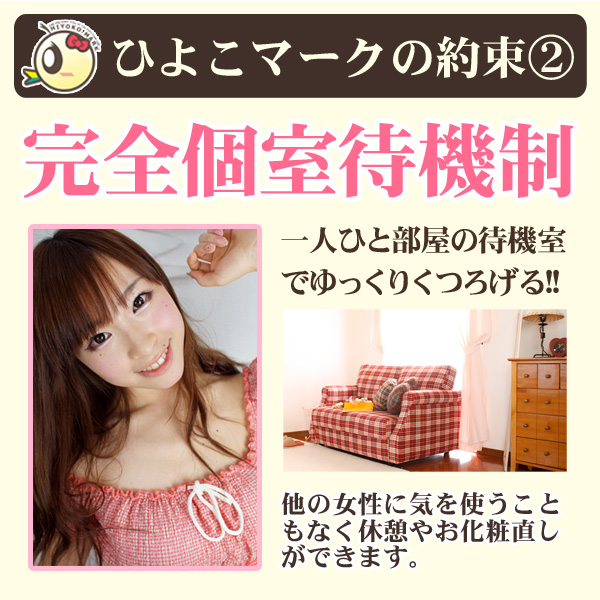 HIYOKOIMARK
ひよこマークの約束②
完全個室待機制
一人ひと部屋の待機室
でゆっくりくつろげる!!
他の女性に気を使うこと
もなく休憩やお化粧直し
ができます。